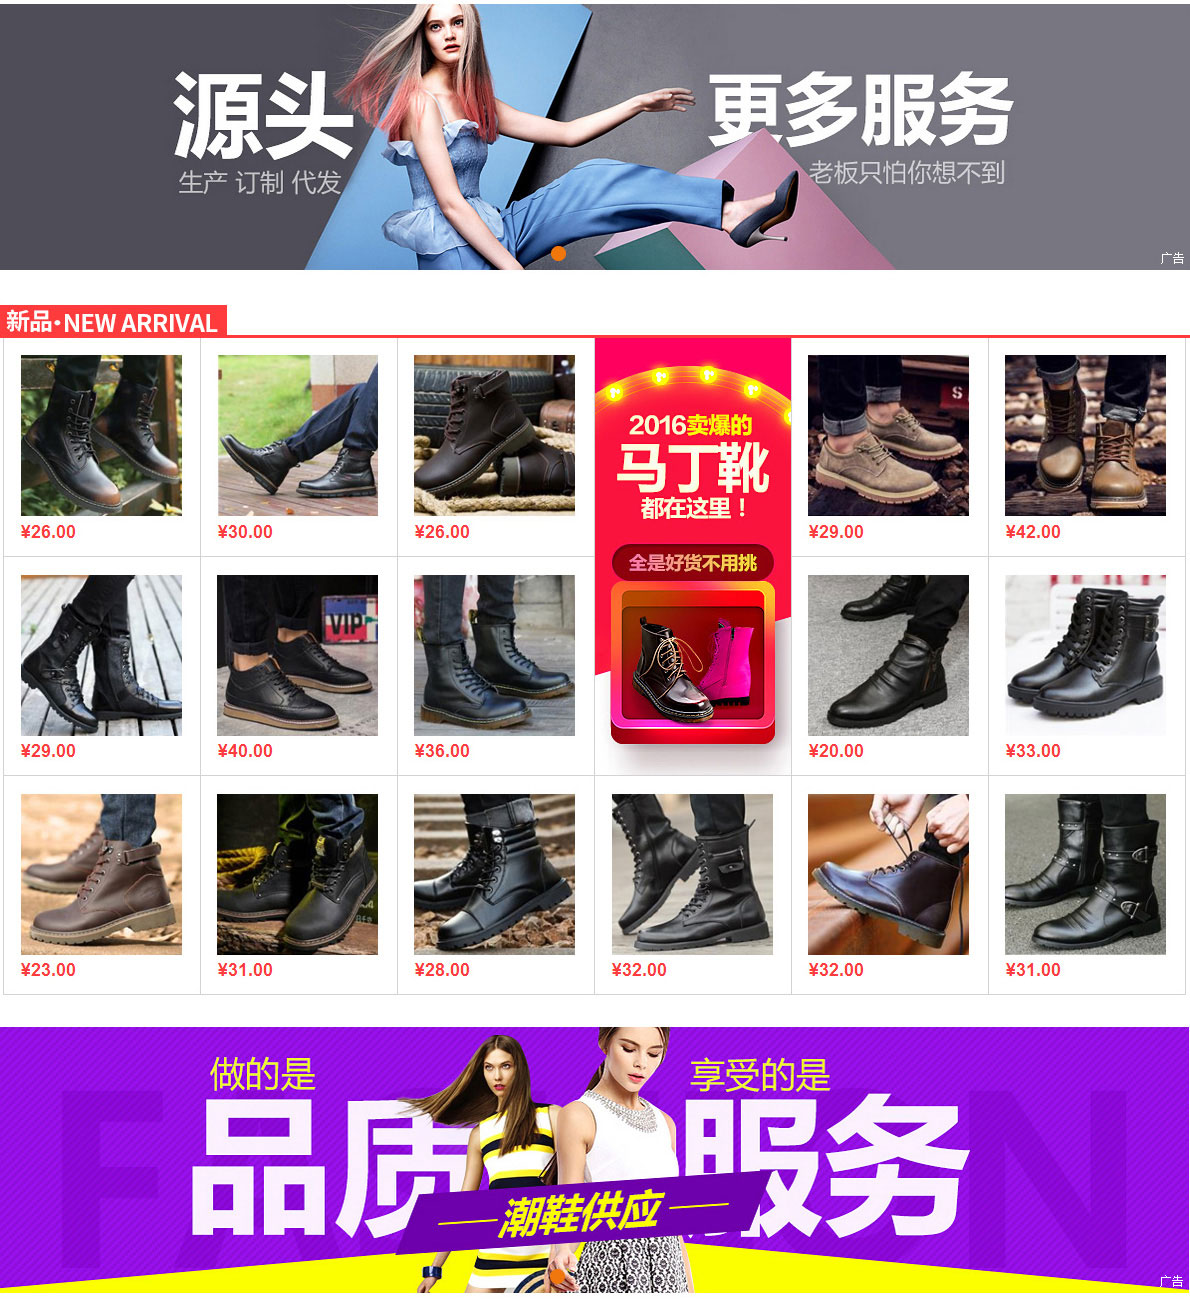 源头
生产 订制 代发
更多服务
老板只怕你想不到
广告
新品·NEW ARRIVAL
¥26.00
¥30.00
¥26.00
2016卖爆的
马丁靴
都在这里！
全是好货不用挑
¥29.00
¥42.00
S
¥29.00
VIP
¥40.00
¥36.00
¥20.00
¥33.00
¥23.00
¥31.00
¥28.00
¥32.00
¥32.00
¥31.00
做的是
品质
享受的是
服务
潮鞋供应
广告